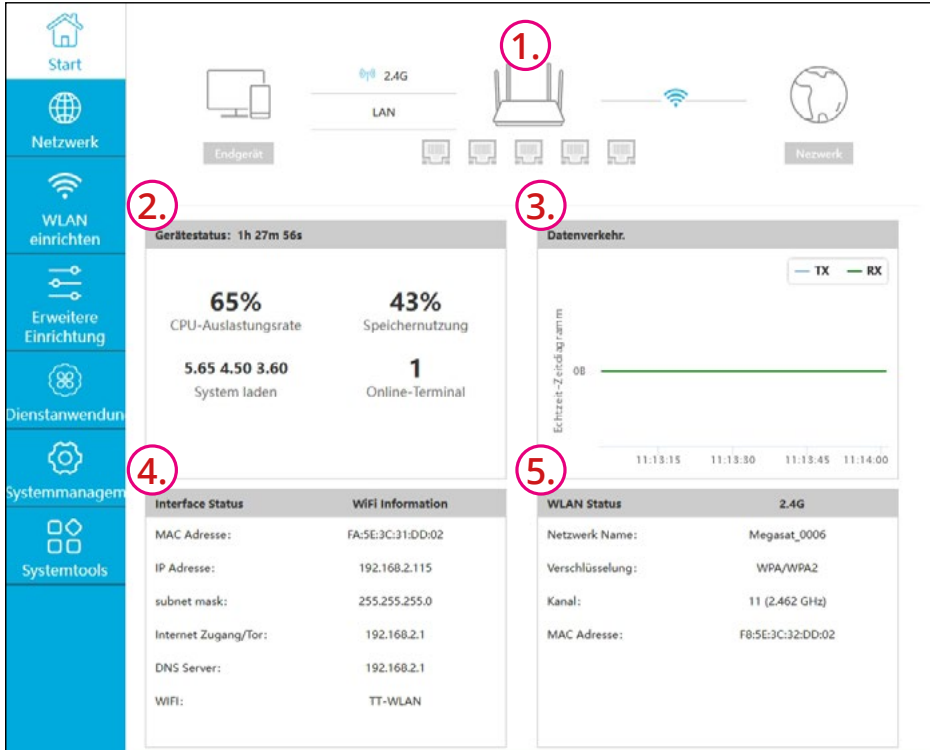 Start
Netzwerk
WLAN
einrichten
Erweitere
Einrichtung
Dienstanwendun
Systemmanagem
Systemtools
1.
2.4G
LAN
Endgerät
Nezwerk
2.
Gerätestatus: 1h 27m 56s
65%
CPU-Auslastungsrate
43%
Speichernutzung
5.65 4.50 3.60
System laden
1
Online-Terminal
3.
Datenverkehr.
TX RX
Echtzeit-Zeitdiagramm
0B
11:13:15 11:13:30 11:13:45 11:14:00
4.
Interface Status WiFi Information
MAC Adresse: FA:5E:3C:31:DD:02
IP Adresse: 192.168.2.115
subnet mask: 255.255.255.0
Internet Zugang/Tor: 192.168.2.1
DNS Server: 192.168.2.1
WIFI: TT-WLAN
5.
WLAN Status 2.4G
Netzwerk Name: Megasat_0006
Verschlüsselung: WPA/WPA2
Kanal: 11 (2.462 GHz)
MAC Adresse: F8:5E:3C:32:DD:02